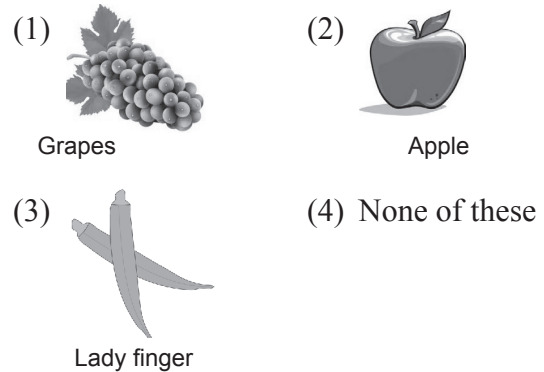 (1)
(2)
Grapes
Apple
(3)
(4) None of these
Lady finger